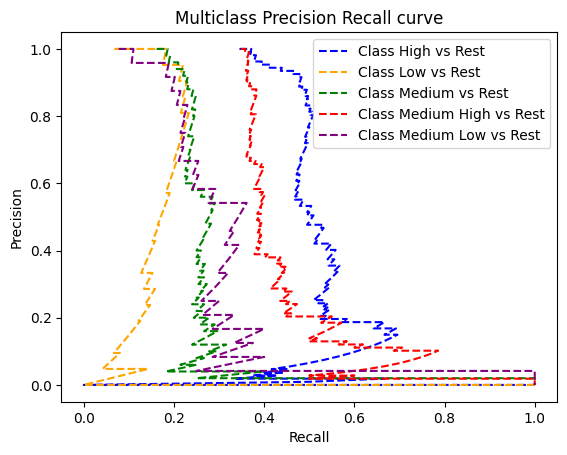 Multiclass Precision Recall curve
Class High vs Rest
Class Low vs Rest
Class Medium vs Rest
Class Medium High vs Rest
Class Medium Low vs Rest
Precision
1.0
0.8
0.6
0.4
0.2
0.0
0.0 0.2 0.4 0.6 0.8 1.0
Recall